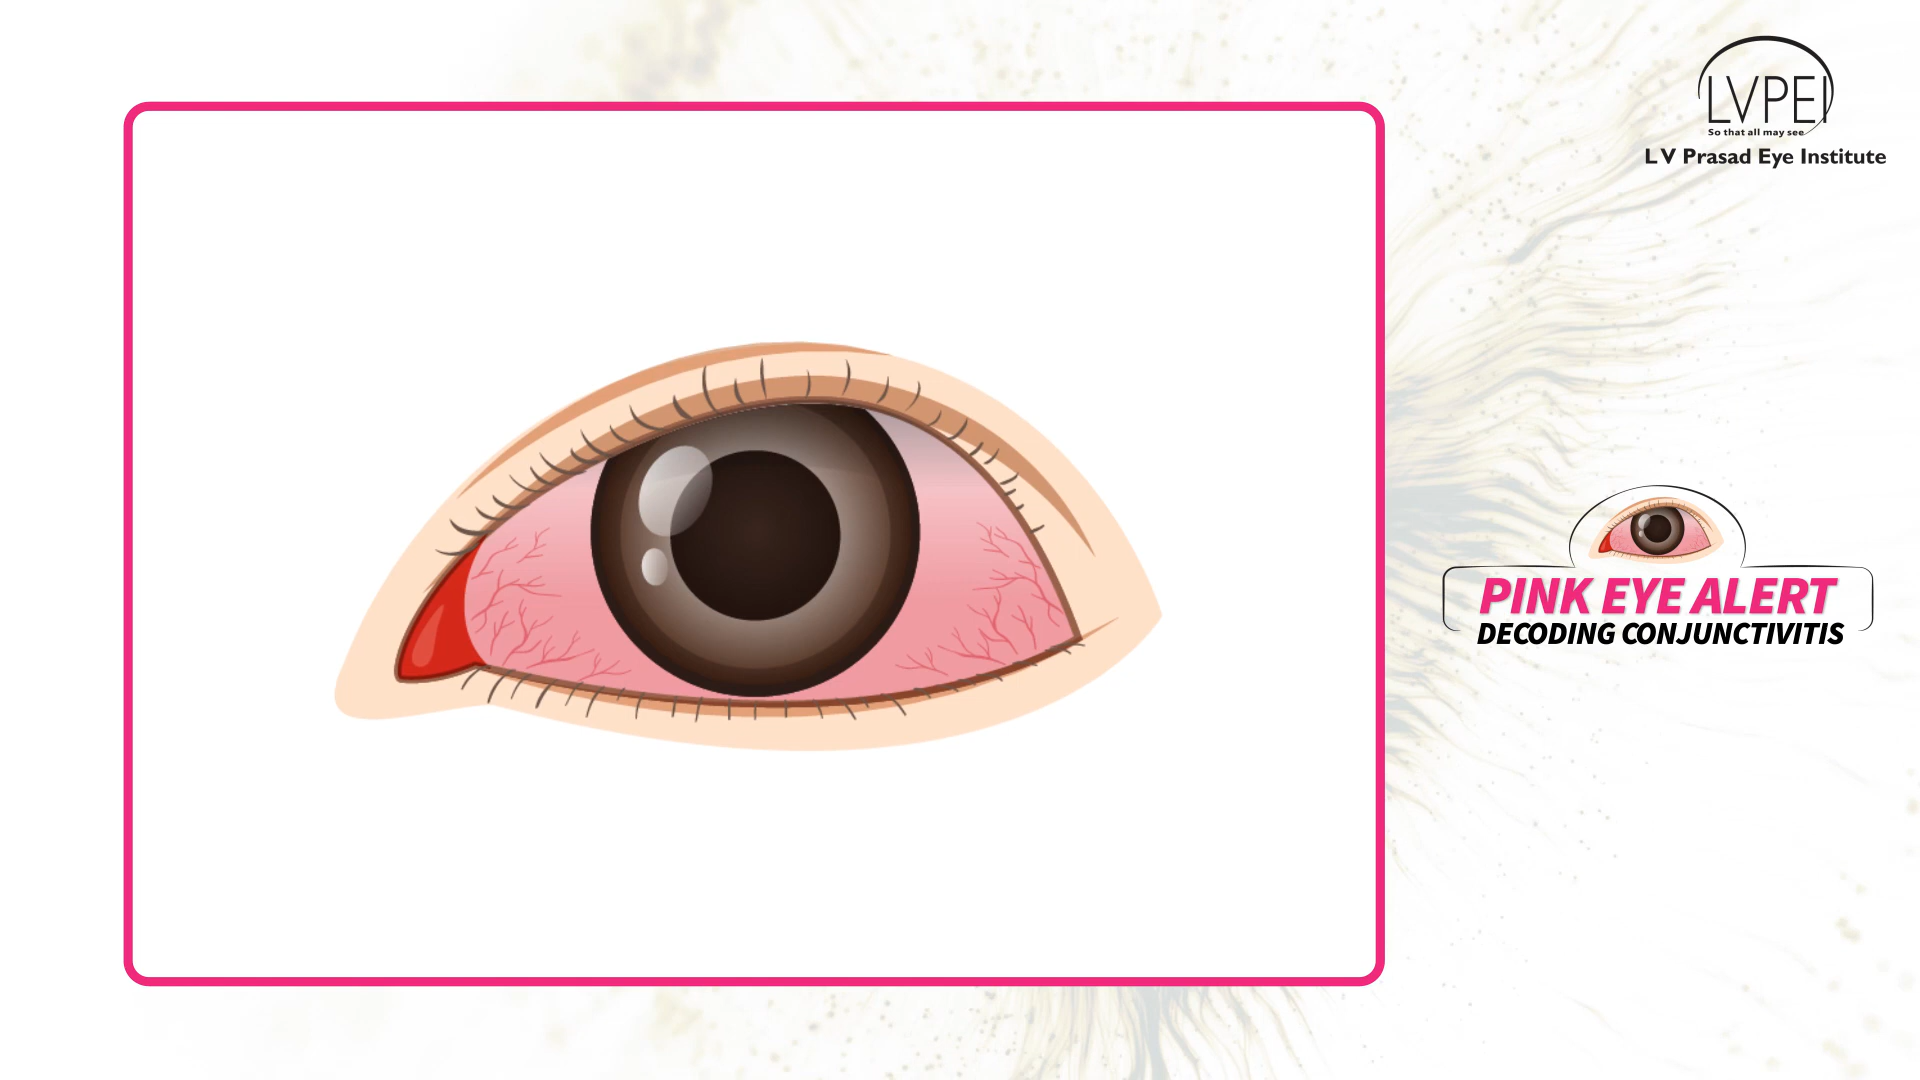 LVPEI
So that all may see
L V Prasad Eye Institute
PINK EYE ALERT
DECODING CONJUNCTIVITIS